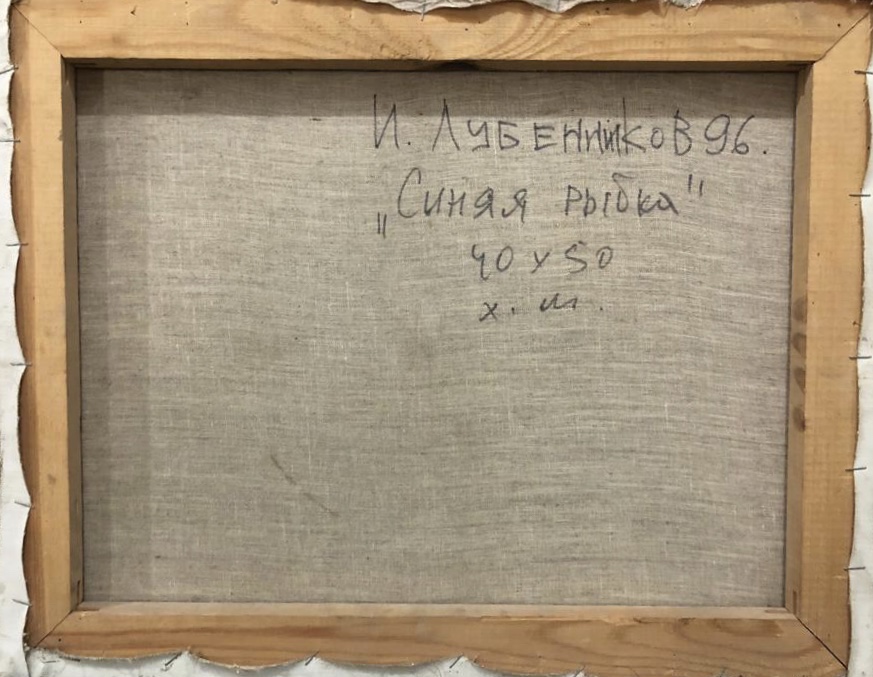 И. ЛУБЕННИКОВ 96.
„Синяя рыбка"
40 х 50
х. м.